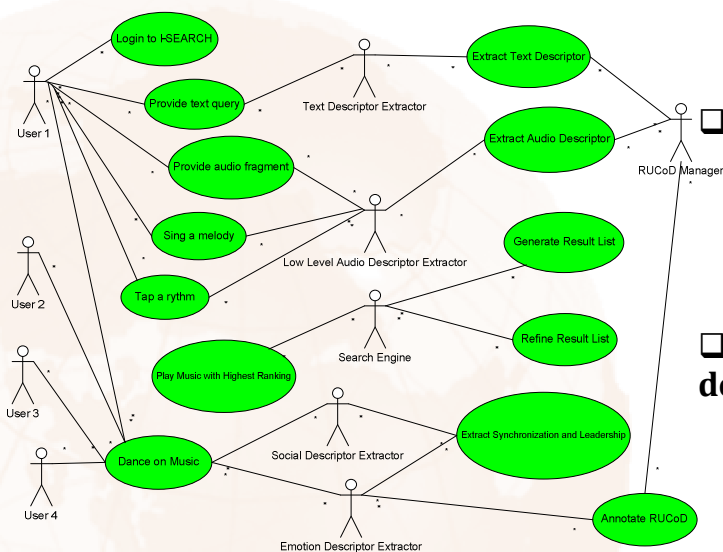 Login to I-SEARCH
Extract Text Descriptor
User 1
Provide text query
Text Descriptor Extractor
Extract Audio Descriptor
RUCoD Manager
Provide audio fragment
Sing a melody
Low Level Audio Descriptor Extractor
Generate Result List
User 2
Tap a rythm
Search Engine
Refine Result List
Play Music with Highest Ranking
User 3
Dance on Music
Social Descriptor Extractor
Extract Synchronization and Leadership
User 4
Emotion Descriptor Extractor
Annotate RUCoD